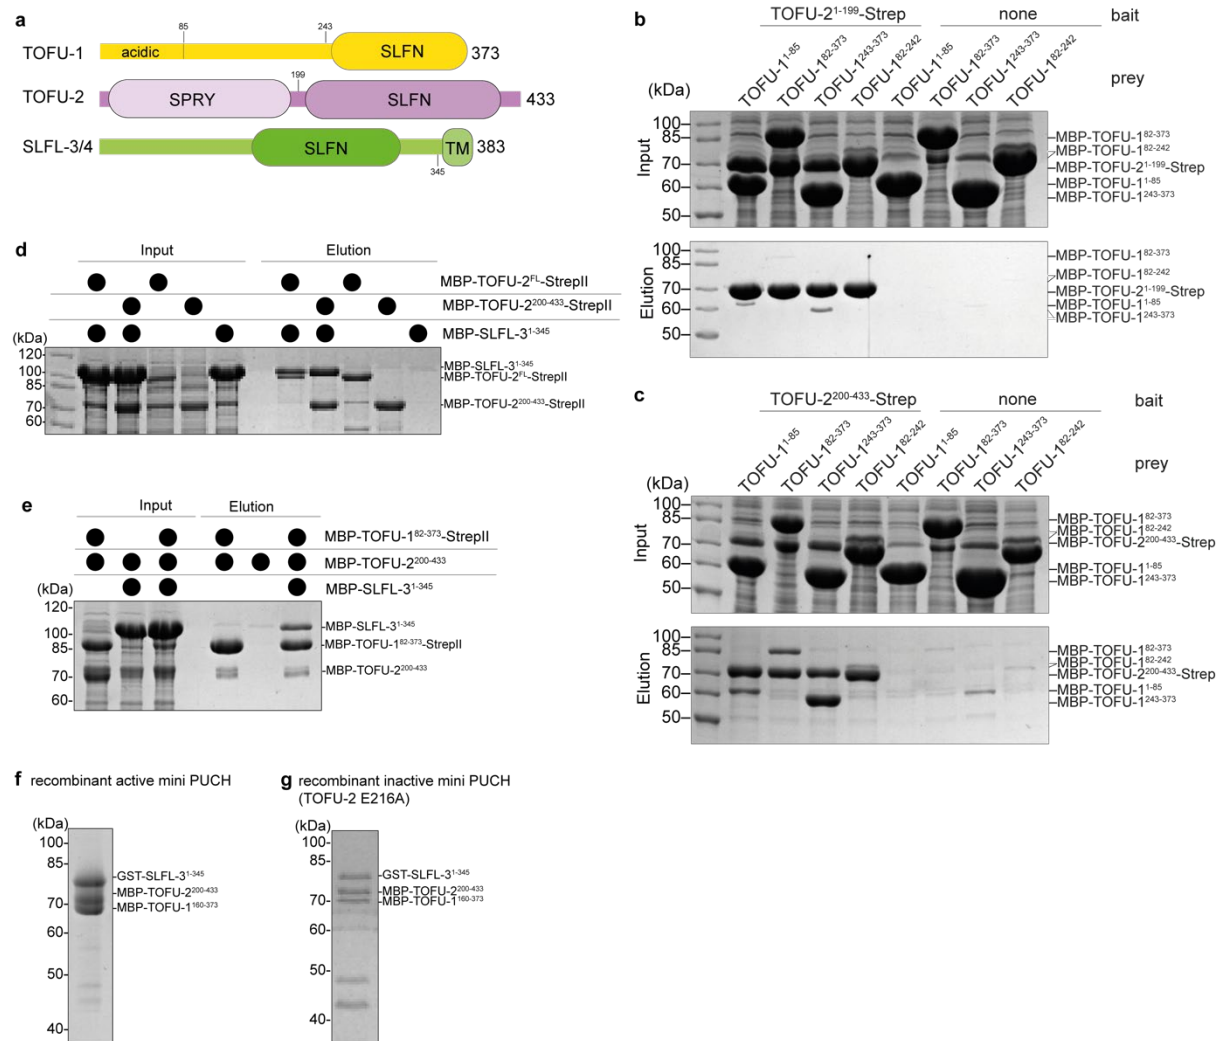 a
85
243
TOFU-1
acidic
SLFN
373
199
TOFU-2
SPRY
SLFN
433
SLFL-3/4
SLFN
TM
383
345
b
TOFU-2¹⁻¹⁹⁹-Strep
none
bait
TOFU-1¹⁻⁸⁵
TOFU-1⁸²⁻³⁷³
TOFU-1²⁴³⁻³⁷³
TOFU-1⁸²⁻²⁴²
TOFU-1¹⁻⁸⁵
TOFU-1⁸²⁻³⁷³
TOFU-1²⁴³⁻³⁷³
TOFU-1⁸²⁻²⁴²
prey
(kDa)
Input
100
85
70
60
50
MBP-TOFU-1⁸²⁻³⁷³
MBP-TOFU-1⁸²⁻²⁴²
MBP-TOFU-2¹⁻¹⁹⁹-Strep
MBP-TOFU-1¹⁻⁸⁵
MBP-TOFU-1²⁴³⁻³⁷³
Elution
100
85
70
60
50
MBP-TOFU-1⁸²⁻³⁷³
MBP-TOFU-1⁸²⁻²⁴²
MBP-TOFU-2¹⁻¹⁹⁹-Strep
MBP-TOFU-1¹⁻⁸⁵
MBP-TOFU-1²⁴³⁻³⁷³
d
Input
Elution
MBP-TOFU-2ᶠᴸ-StrepII
MBP-TOFU-2²⁰⁰⁻⁴³³-StrepII
MBP-SLFL-3¹⁻³⁴⁵
(kDa)
120
100
85
70
60
MBP-SLFL-3¹⁻³⁴⁵
MBP-TOFU-2ᶠᴸ-StrepII
MBP-TOFU-2²⁰⁰⁻⁴³³-StrepII
c
TOFU-2²⁰⁰⁻⁴³³-Strep
none
bait
TOFU-1¹⁻⁸⁵
TOFU-1⁸²⁻³⁷³
TOFU-1²⁴³⁻³⁷³
TOFU-1⁸²⁻²⁴²
TOFU-1¹⁻⁸⁵
TOFU-1⁸²⁻³⁷³
TOFU-1²⁴³⁻³⁷³
TOFU-1⁸²⁻²⁴²
prey
(kDa)
Input
100
85
70
60
50
MBP-TOFU-1⁸²⁻³⁷³
MBP-TOFU-1⁸²⁻²⁴²
MBP-TOFU-2²⁰⁰⁻⁴³³-Strep
MBP-TOFU-1¹⁻⁸⁵
MBP-TOFU-1²⁴³⁻³⁷³
Elution
100
85
70
60
50
MBP-TOFU-1⁸²⁻³⁷³
MBP-TOFU-1⁸²⁻²⁴²
MBP-TOFU-2²⁰⁰⁻⁴³³-Strep
MBP-TOFU-1¹⁻⁸⁵
MBP-TOFU-1²⁴³⁻³⁷³
e
Input
Elution
MBP-TOFU-1⁸²⁻³⁷³-StrepII
MBP-TOFU-2²⁰⁰⁻⁴³³
MBP-SLFL-3¹⁻³⁴⁵
(kDa)
120
100
85
70
60
MBP-SLFL-3¹⁻³⁴⁵
MBP-TOFU-1⁸²⁻³⁷³-StrepII
MBP-TOFU-2²⁰⁰⁻⁴³³
f recombinant active mini PUCH
(kDa)
100
85
70
50
40
GST-SLFL-3¹⁻³⁴⁵
MBP-TOFU-2²⁰⁰⁻⁴³³
MBP-TOFU-1¹⁶⁰⁻³⁷³
g recombinant inactive mini PUCH
(TOFU-2 E216A)
(kDa)
100
85
70
60
50
40
GST-SLFL-3¹⁻³⁴⁵
MBP-TOFU-2²⁰⁰⁻⁴³³
MBP-TOFU-1¹⁶⁰⁻³⁷³